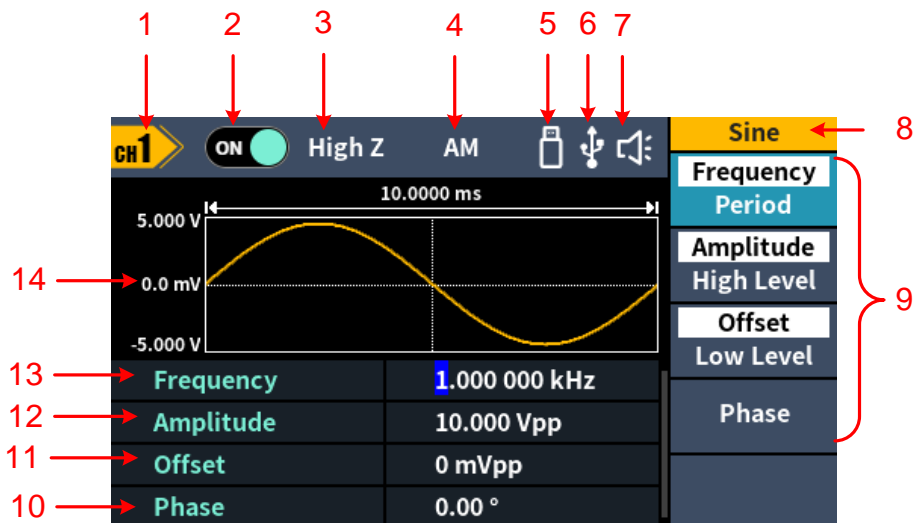 1 2 3 4 5 6 7
CH1 ON High Z AM
Sine
8
Frequency
Period
10.0000 ms
5.000 V
Amplitude
High Level
14
0.0 mV
9
Offset
Low Level
-5.000 V
13 Frequency 1.000 000 kHz
12 Amplitude 10.000 Vpp
Phase
11 Offset 0 mVpp
10 Phase 0.00 °